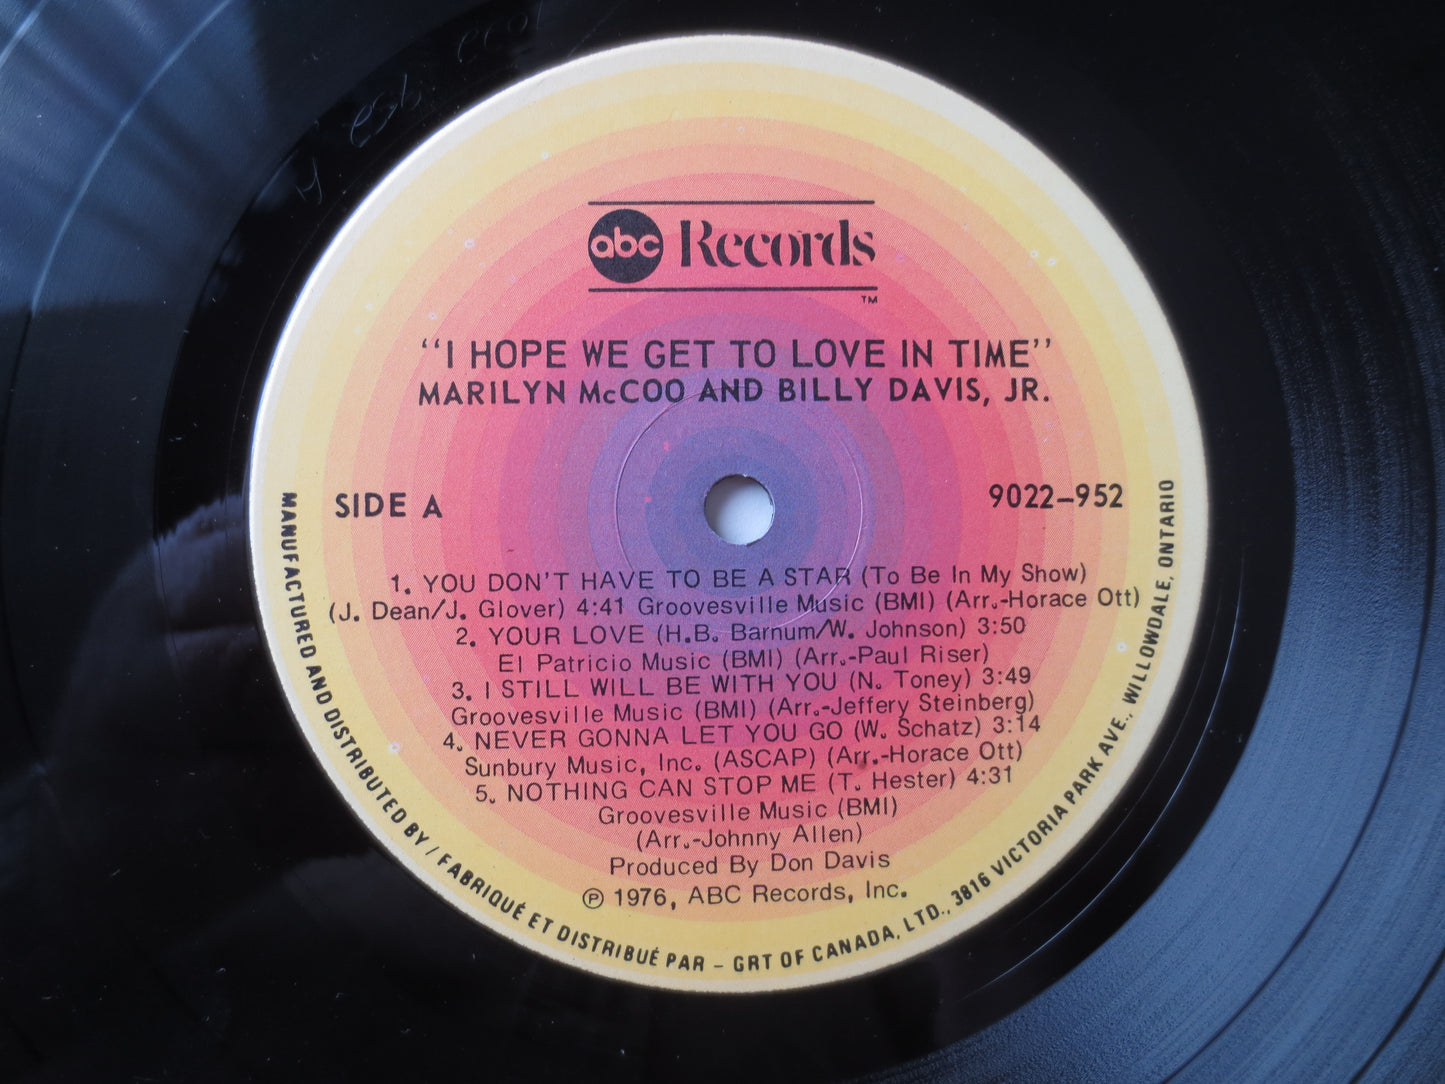 abc Records
TM
"I HOPE WE GET TO LOVE IN TIME"
MARILYN McCOO AND BILLY DAVIS, JR.
SIDE A
9022-952
1. YOU DON'T HAVE TO BE A STAR (To Be In My Show)
(J. Dean/J. Glover) 4:41 Groovesville Music (BMI) (Arr.-Horace Ott)
2. YOUR LOVE (H.B. Barnum/W. Johnson) 3:50
El Patricio Music (BMI) (Arr.-Paul Riser)
3. I STILL WILL BE WITH YOU (N. Toney) 3:49
Groovesville Music (BMI) (Arr.-Jeffery Steinberg)
4. NEVER GONNA LET YOU GO (W. Schatz) 3:14
Sunbury Music, Inc. (ASCAP) (Arr.-Horace Ott)
5. NOTHING CAN STOP ME (T. Hester) 4:31
Groovesville Music (BMI)
(Arr.-Johnny Allen)
Produced By Don Davis
℗ 1976, ABC Records, Inc.
MANUFACTURED AND DISTRIBUTED BY / FABRIQUÉ ET DISTRIBUÉ PAR - GRT OF CANADA, LTD., 3816 VICTORIA PARK AVE., WILLOWDALE, ONTARIO